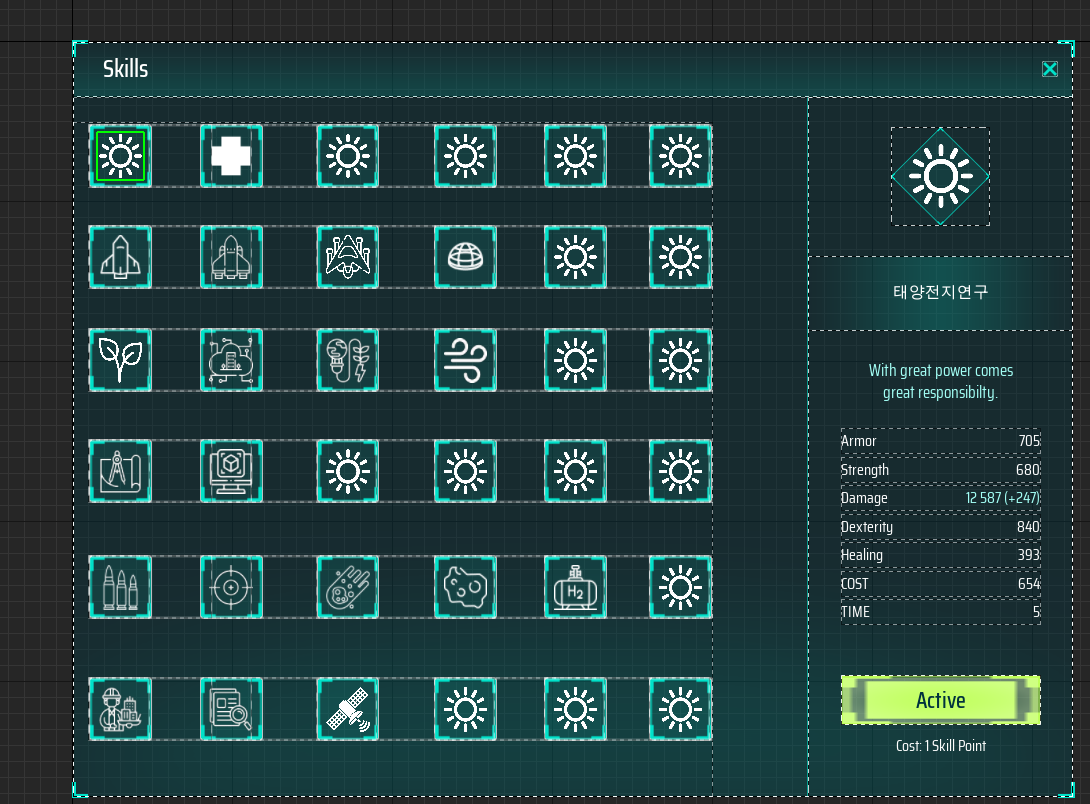 Skills
태양전지연구
With great power comes
great responsibilty.
Armor 705
Strength 680
Damage 12 587 (+247)
Dexterity 840
Healing 393
COST 654
TIME 5
H2
Active
Cost: 1 Skill Point